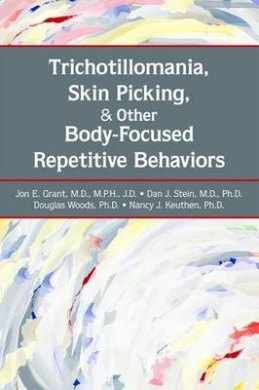 Trichotillomania,
Skin Picking,
& Other
Body-Focused
Repetitive Behaviors
Jon E. Grant, M.D., M.P.H., J.D. • Dan J. Stein, M.D., Ph.D.
Douglas Woods, Ph.D. • Nancy J. Keuthen, Ph.D.